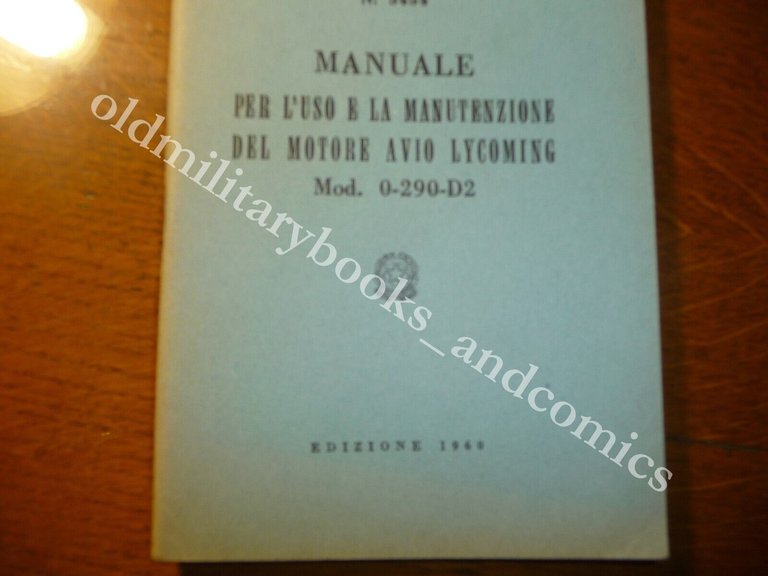 MANUALE
PER L'USO E LA MANUTENZIONE
DEL MOTORE AVIO LYCOMING
Mod. 0-290-D2
oldmilitarybooks_andcomics
EDIZIONE 1960